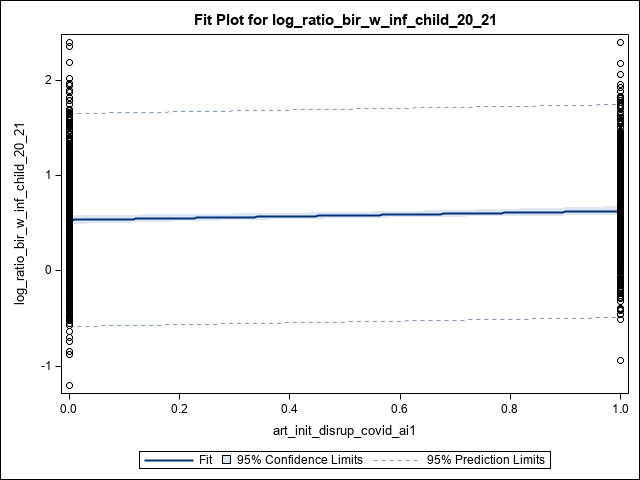 Fit Plot for log_ratio_bir_w_inf_child_20_21
log_ratio_bir_w_inf_child_20_21
2
1
0
-1
0.0 0.2 0.4 0.6 0.8 1.0
art_init_disrup_covid_ai1
Fit 95% Confidence Limits 95% Prediction Limits